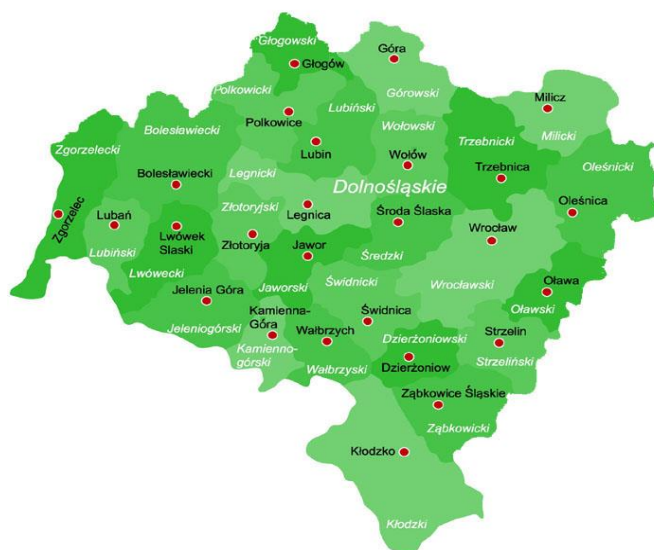 Głogowski
Głogów
Góra
Polkowicki
Górowski
Milicz
Polkowice
Lubiński
Bolesławiecki
Wołowski
Trzebnicki
Milicki
Zgorzelecki
Lubin
Oleśnicki
Legnicki
Wołów
Trzebnica
Bolesławiecki
Dolnośląskie
Złotoryjski
Legnica
Oleśnica
Zgorzelec
Lubań
Środa Ślaska
Lwówek
Slaski
Złotoryja
Jawor
Wrocław
Lubiński
Średzki
Lwówecki
Świdnicki
Oława
Jaworski
Wrocławski
Jelenia Góra
Oławski
Kamienna-
Góra
Świdnica
Jeleniogórski
Wałbrzych
Dzierżoniowski
Strzelin
Kamienno-
górski
Wałbrzyski
Dzierżoniow
Strzeliński
Ząbkowice Śląskie
Ząbkowicki
Kłodzko
Kłodzki